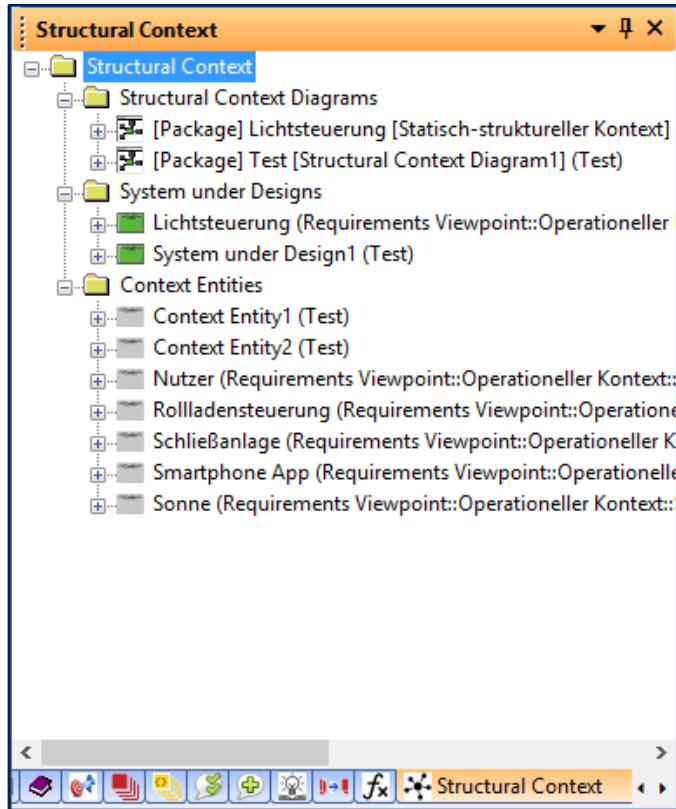 Structural Context
Structural Context
Structural Context Diagrams
[Package] Lichtsteuerung [Statisch-struktureller Kontext]
[Package] Test [Structural Context Diagram1] (Test)
System under Designs
Lichtsteuerung (Requirements Viewpoint::Operationeller
System under Design1 (Test)
Context Entities
Context Entity1 (Test)
Context Entity2 (Test)
Nutzer (Requirements Viewpoint::Operationeller Kontext::
Rollladensteuerung (Requirements Viewpoint::Operatione
Schließanlage (Requirements Viewpoint::Operationeller K
Smartphone App (Requirements Viewpoint::Operationelle
Sonne (Requirements Viewpoint::Operationeller Kontext::
fx Structural Context